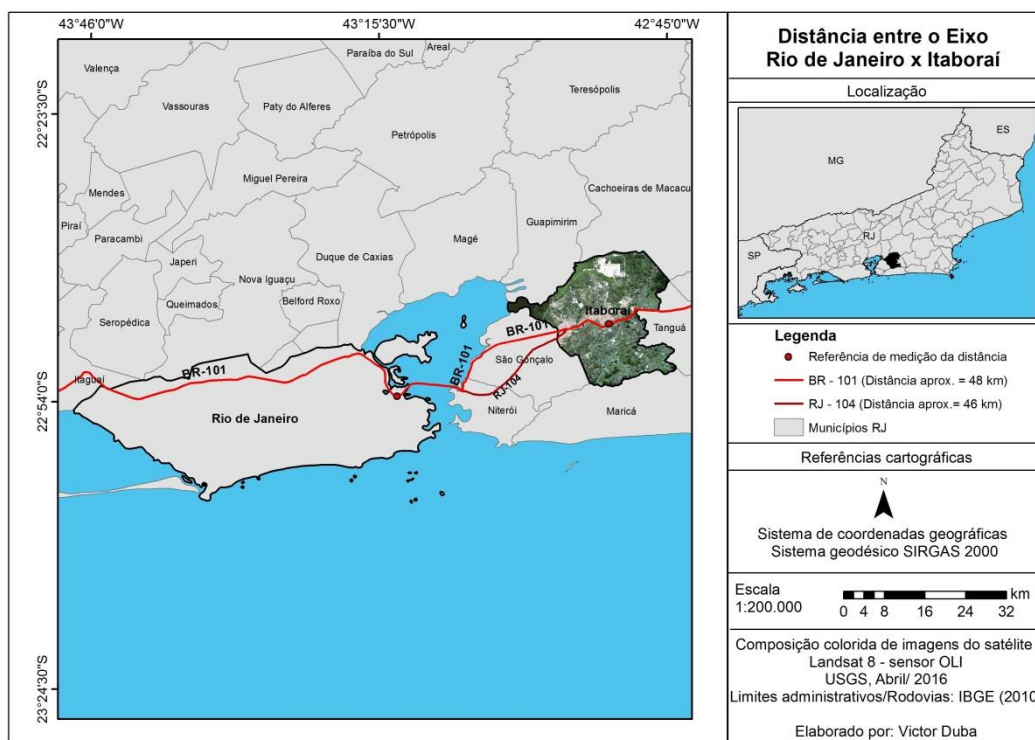 43°46'0"W
43°15'30"W
42°45'0"W
22°23'30"S
22°54'0"S
23°24'30"S
Valença
Vassouras
Paty do Alferes
Paraíba do Sul
Areal
Teresópolis
Petrópolis
Miguel Pereira
Mendes
Cachoeiras de Macacu
Piraí
Paracambi
Guapimirim
Magé
Duque de Caxias
Japeri
Nova Iguaçu
Queimados
Belford Roxo
Seropédica
Itaboraí
Tanguá
BR-101
São Gonçalo
BR-101
RJ-104
Itaguaí
BR-101
Rio de Janeiro
Niterói
Maricá
Distância entre o Eixo
Rio de Janeiro x Itaboraí
Localização
ES
MG
RJ
SP
Legenda
Referência de medição da distância
BR - 101 (Distância aprox. = 48 km)
RJ - 104 (Distância aprox.= 46 km)
Municípios RJ
Referências cartográficas
N
Sistema de coordenadas geográficas
Sistema geodésico SIRGAS 2000
Escala
1:200.000
km
0 4 8 16 24 32
Composição colorida de imagens do satélite
Landsat 8 - sensor OLI
USGS, Abril/ 2016
Limites administrativos/Rodovias: IBGE (2010
Elaborado por: Victor Duba